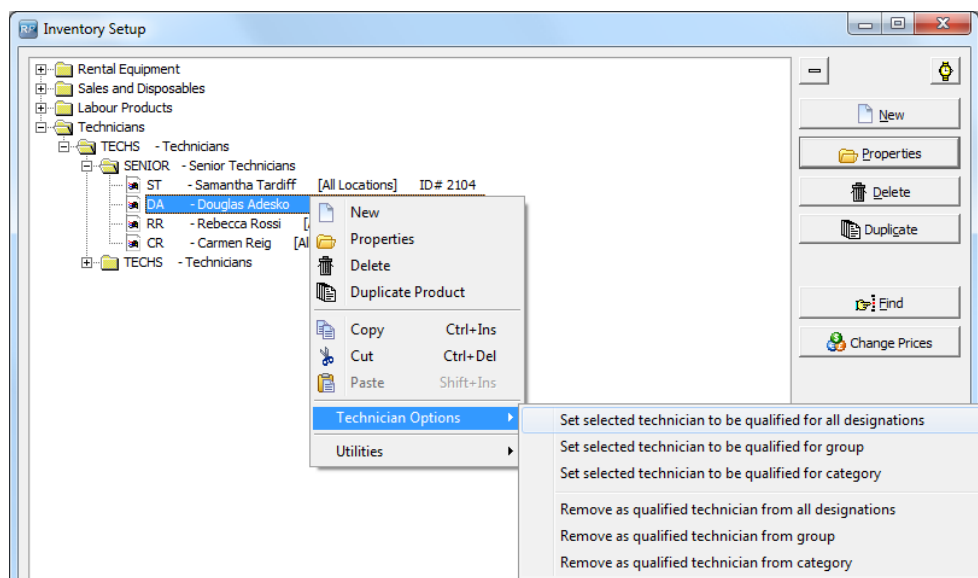 RP Inventory Setup
Rental Equipment
Sales and Disposables
Labour Products
Technicians
TECHS - Technicians
SENIOR - Senior Technicians
ST - Samantha Tardiff [All Locations] ID# 2104
DA - Douglas Adesko
RR - Rebecca Rossi [
CR - Carmen Reig [Al
TECHS - Technicians
New
Properties
Delete
Duplicate Product
Copy Ctrl+Ins
Cut Ctrl+Del
Paste Shift+Ins
Technician Options
Utilities
Set selected technician to be qualified for all designations
Set selected technician to be qualified for group
Set selected technician to be qualified for category
Remove as qualified technician from all designations
Remove as qualified technician from group
Remove as qualified technician from category
New
Properties
Delete
Duplicate
Find
Change Prices